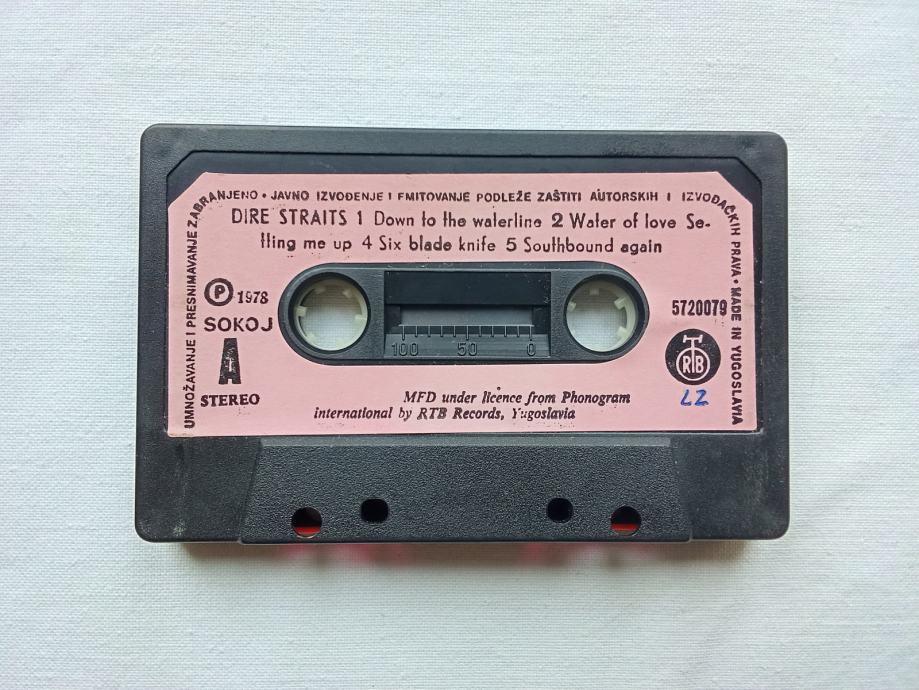 UMNOŽAVANJE I PRESNIMAVANJE ZABRANJENO • JAVNO IZVOĐENJE I EMITOVANJE PODLEŽE ZAŠTITI AUTORSKIH I IZVOĐAČKIH PRAVA • MADE IN YUGOSLAVIA
DIRE STRAITS 1 Down to the waterline 2 Water of love Se-
tling me up 4 Six blade knife 5 Southbound again
P 1978
5720079
SOKOJ
A
RTB
STEREO
LZ
100 50 0
MFD under licence from Phonogram
international by RTB Records, Yugoslavia